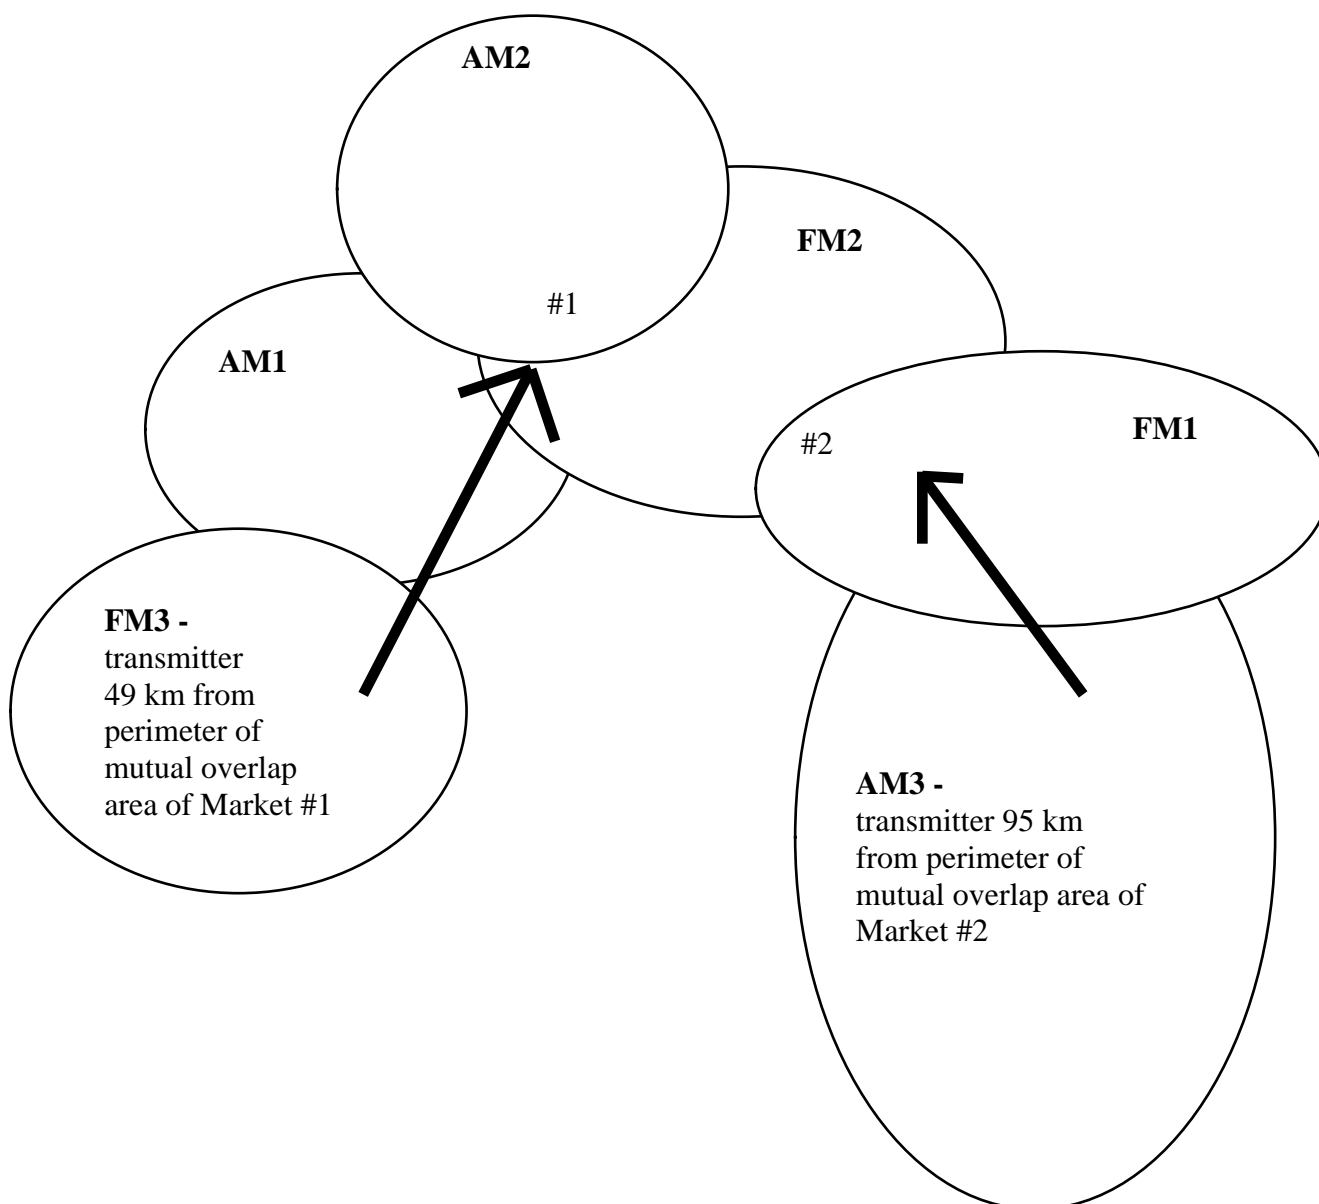 AM2
FM2
#1
AM1
FM1
#2
FM3 -
transmitter
49 km from
perimeter of
mutual overlap
area of Market #1
AM3 -
transmitter 95 km
from perimeter of
mutual overlap area of
Market #2